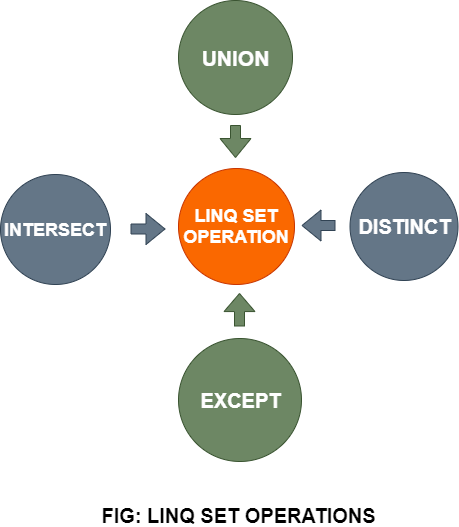 UNION
INTERSECT
LINQ SET
OPERATION
DISTINCT
EXCEPT
FIG: LINQ SET OPERATIONS